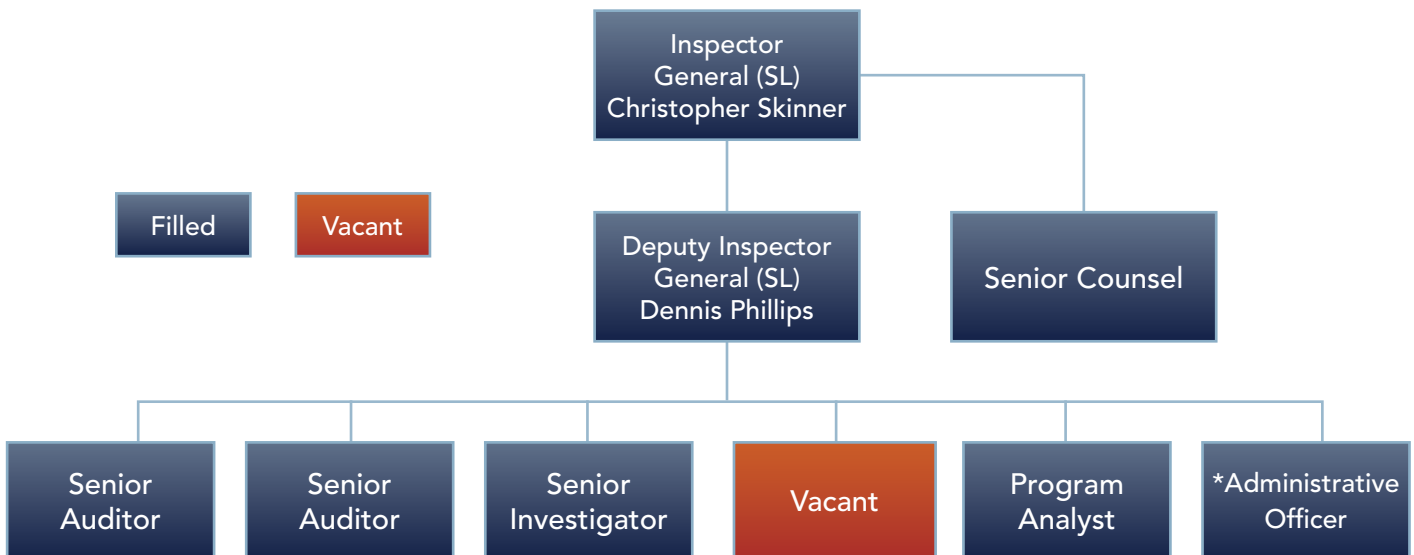 Inspector
General (SL)
Christopher Skinner
Filled
Vacant
Deputy Inspector
General (SL)
Dennis Phillips
Senior Counsel
Senior
Auditor
Senior
Auditor
Senior
Investigator
Vacant
Program
Analyst
*Administrative
Officer